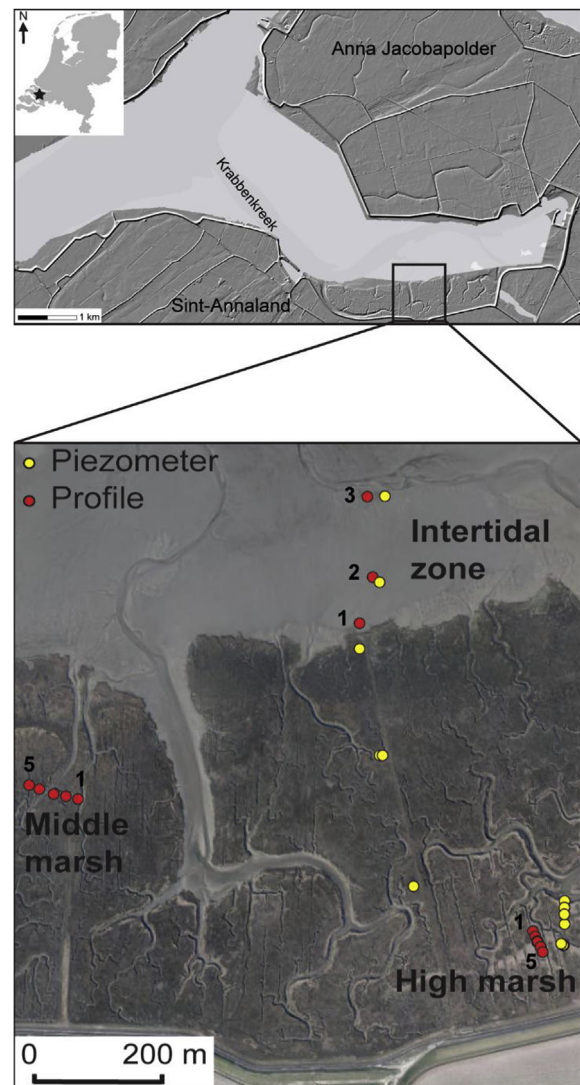 N
Anna Jacobapolder
Krabbenkreek
Sint-Annaland
1 km
Piezometer
Profile
3
Intertidal
zone
2
1
5
1
Middle
marsh
1
5
High marsh
0
200 m